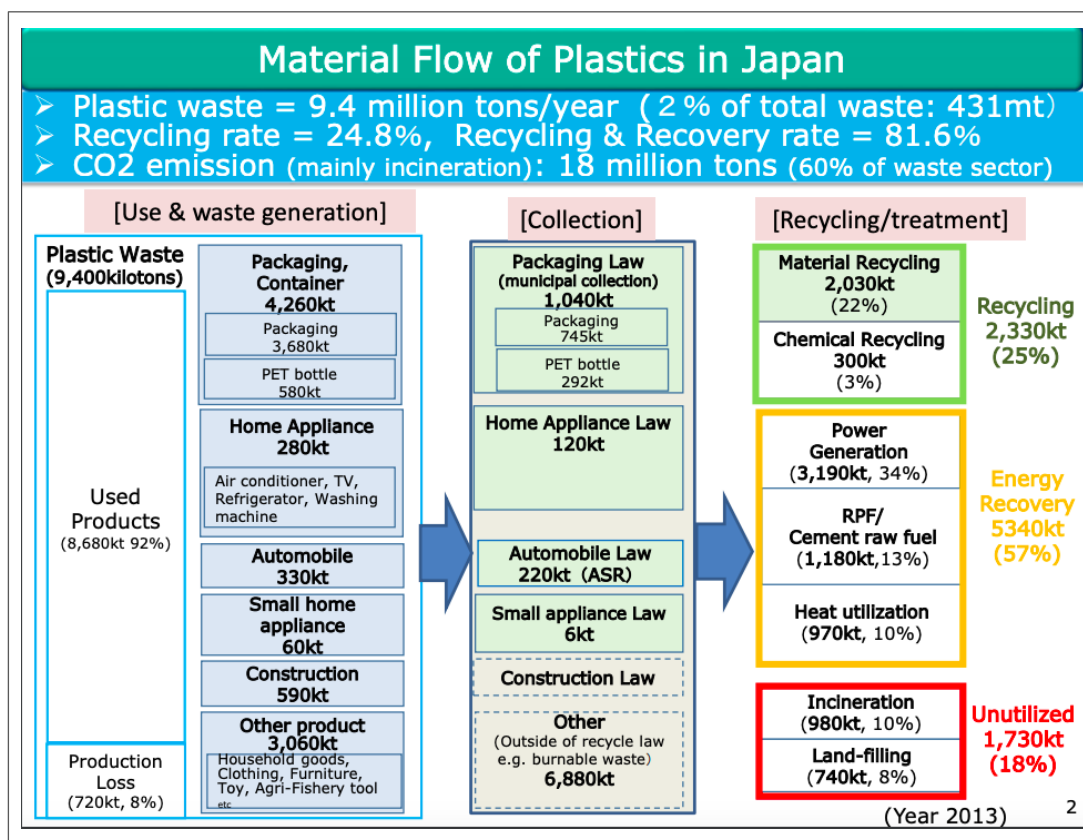 Material Flow of Plastics in Japan
➢ Plastic waste = 9.4 million tons/year (２% of total waste: 431mt）
➢ Recycling rate = 24.8%, Recycling & Recovery rate = 81.6%
➢ CO2 emission (mainly incineration): 18 million tons (60% of waste sector)
[Use & waste generation]
Plastic Waste
(9,400kilotons)
Used
Products
(8,680kt 92%)
Production
Loss
(720kt, 8%)
Packaging,
Container
4,260kt
Packaging
3,680kt
PET bottle
580kt
Home Appliance
280kt
Air conditioner, TV,
Refrigerator, Washing
machine
Automobile
330kt
Small home
appliance
60kt
Construction
590kt
Other product
3,060kt
Household goods,
Clothing, Furniture,
Toy, Agri-Fishery tool
etc
[Collection]
Packaging Law
(municipal collection)
1,040kt
Packaging
745kt
PET bottle
292kt
Home Appliance Law
120kt
Automobile Law
220kt（ASR）
Small appliance Law
6kt
Construction Law
Other
(Outside of recycle law
e.g. burnable waste）
6,880kt
[Recycling/treatment]
Material Recycling
2,030kt
(22%)
Chemical Recycling
300kt
(3%)
Recycling
2,330kt
(25%)
Power
Generation
(3,190kt, 34%)
RPF/
Cement raw fuel
(1,180kt,13%)
Heat utilization
(970kt, 10%)
Energy
Recovery
5340kt
(57%)
Incineration
(980kt, 10%)
Land-filling
(740kt, 8%)
Unutilized
1,730kt
(18%)
(Year 2013)
2